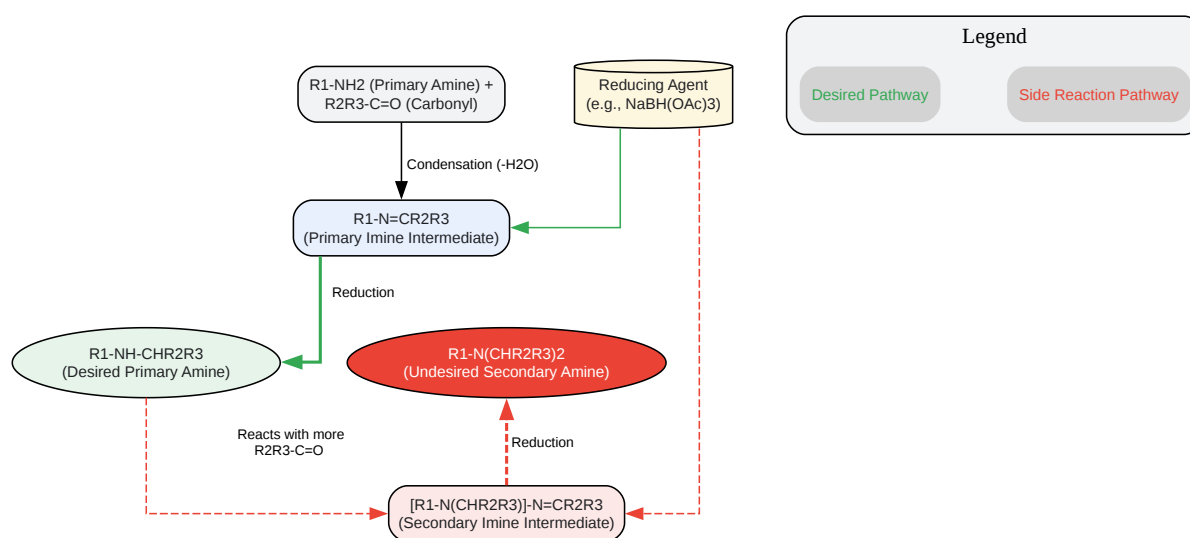 Legend
Desired Pathway
Side Reaction Pathway
R1-NH2 (Primary Amine) +
R2R3-C=O (Carbonyl)
Reducing Agent
(e.g., NaBH(OAc)3)
Condensation (-H2O)
R1-N=CR2R3
(Primary Imine Intermediate)
Reduction
R1-NH-CHR2R3
(Desired Primary Amine)
R1-N(CHR2R3)2
(Undesired Secondary Amine)
Reacts with more
R2R3-C=O
Reduction
[R1-N(CHR2R3)]-N=CR2R3
(Secondary Imine Intermediate)